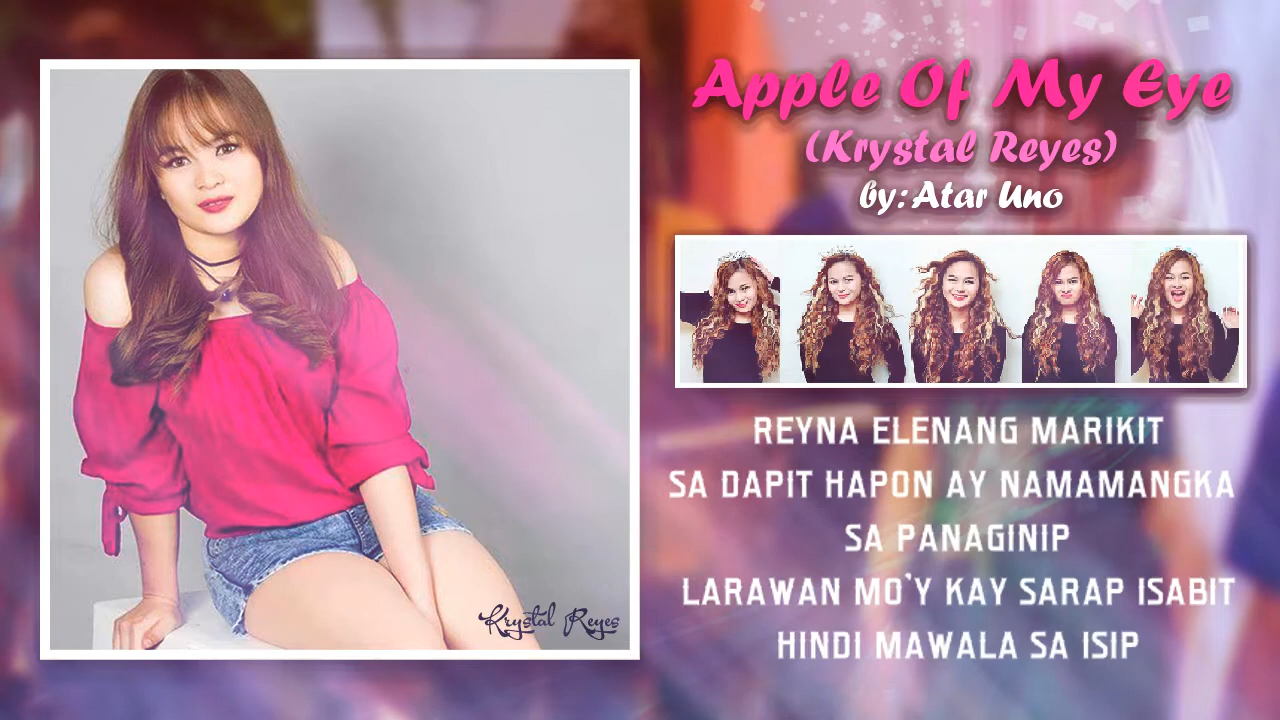 Apple Of My Eye
(Krystal Reyes)
by: Atar Uno
REYNA ELENANG MARIKIT
SA DAPIT HAPON AY NAMAMANGKA
SA PANAGINIP
LARAWAN MO'Y KAY SARAP ISABIT
HINDI MAWALA SA ISIP
Krystal Reyes